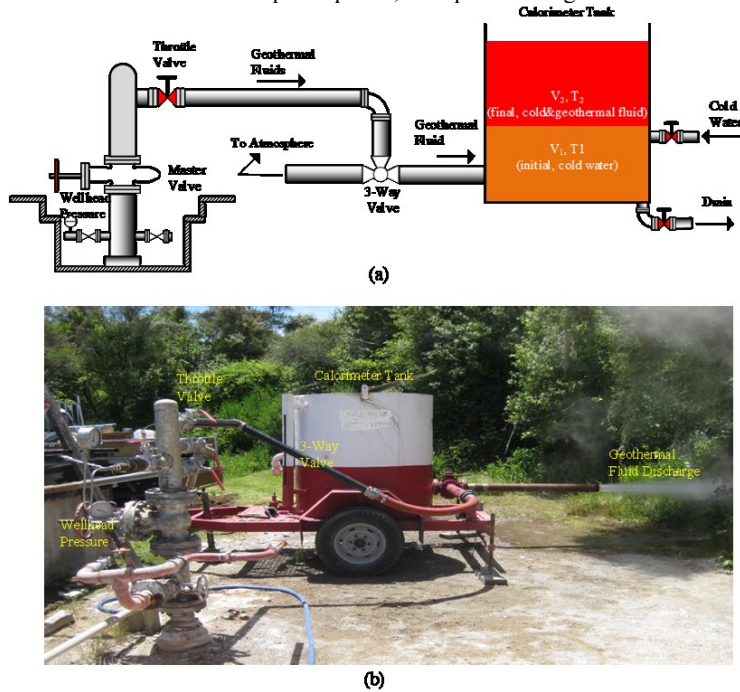 Calorimeter Tank
Throttle
Valve
Geothermal
Fluids
V2, T2
(final, cold&geothermal fluid)
Cold
Water
To Atmosphere
Geothermal
Fluid
V1, T1
(initial, cold water)
Master
Valve
Wellhead
Pressure
3-Way
Valve
Drain
(a)
Throttle
Valve
Calorimeter Tank
3-Way
Valve
Geothermal
Fluid Discharge
Wellhead
Pressure
(b)